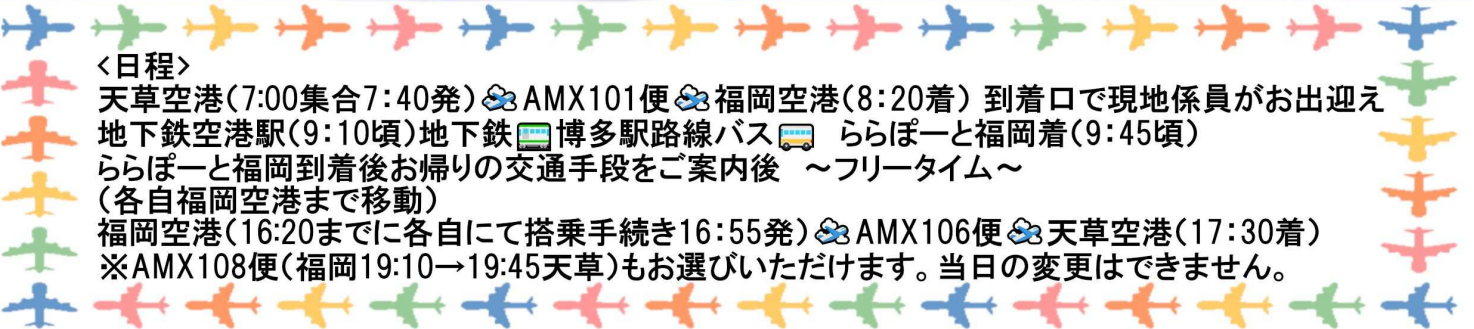 <日程>
天草空港(7:00集合7:40発)AMX101便福岡空港(8:20着) 到着口で現地係員がお出迎え
地下鉄空港駅(9:10頃)地下鉄博多駅路線バス ららぽーと福岡着(9:45頃)
ららぽーと福岡到着後お帰りの交通手段をご案内後 ～フリータイム～
(各自福岡空港まで移動)
福岡空港(16:20までに各自にて搭乗手続き16:55発)AMX106便天草空港(17:30着)
※AMX108便(福岡19:10→19:45天草)もお選びいただけます。当日の変更はできません。